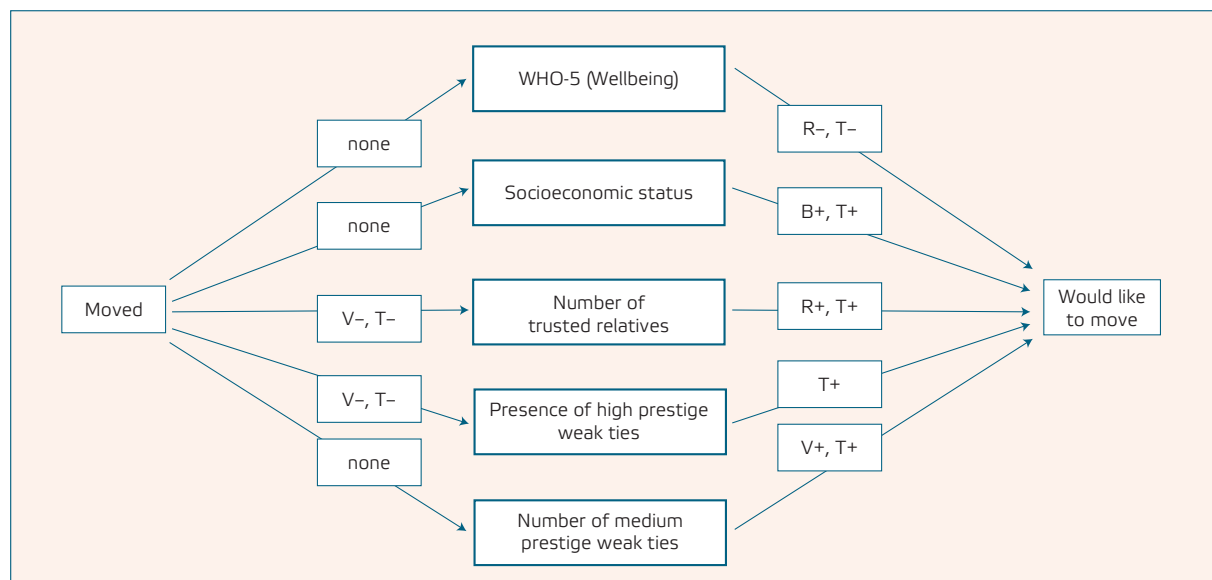 WHO-5 (Wellbeing)
none
R–, T–
Socioeconomic status
none
B+, T+
Moved
V–, T–
Number of
trusted relatives
R+, T+
Would like
to move
V–, T–
Presence of high prestige
weak ties
T+
none
V+, T+
Number of medium
prestige weak ties